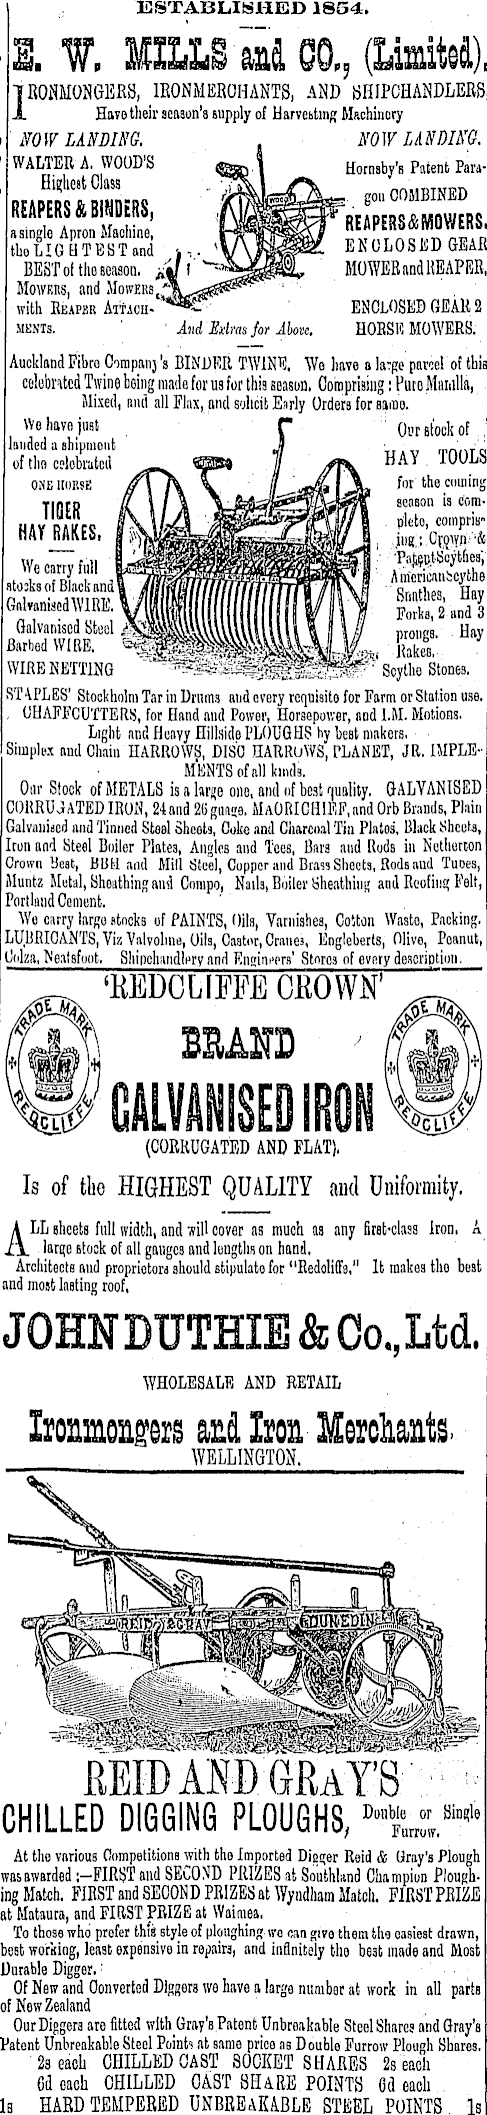 ESTABLISHED 1854.
E. W. MILLS and CO., (Limited),
IRONMONGERS, IRONMERCHANTS, AND SHIPCHANDLERS
Have their season's supply of Harvesting Machinery
NOW LANDING.
WALTER A. WOOD'S
Highest Class
REAPERS & BINDERS,
a single Apron Machine,
the LIGHTEST and
BEST of the season.
MOWERS, and MOWERS
with REAPER ATTACH-
MENTS.
WOOD
And Extras for Above.
NOW LANDING.
Hornsby's Patent Para-
gon COMBINED
REAPERS & MOWERS.
ENCLOSED GEAR
MOWER and REAPER,
ENCLOSED GEAR 2
HORSE MOWERS.
Auckland Fibre Company's BINDER TWINE. We have a large parcel of this
celebrated Twine being made for us for this season. Comprising: Pure Manilla,
Mixed, and all Flax, and solicit Early Orders for same.
We have just
landed a shipment
of the celebrated
ONE HORSE
TIGER
HAY RAKES.
We carry full
stocks of Black and
Galvanised WIRE.
Galvanised Steel
Barbed WIRE.
WIRE NETTING
Our stock of
HAY TOOLS
for the coming
season is com-
plete, compris-
ing: Crown &
Patent Scythes,
American Scythe
Snathes, Hay
Forks, 2 and 3
prongs. Hay
Rakes.
Scythe Stones.
STAPLES' Stockholm Tar in Drums and every requisite for Farm or Station use.
CHAFFCUTTERS, for Hand and Power, Horsepower, and I.M. Motions.
Light and Heavy Hillside PLOUGHS by best makers.
Simplex and Chain HARROWS, DISC HARROWS, PLANET, JR. IMPLE-
MENTS of all kinds.
Our Stock of METALS is a large one, and of best quality. GALVANISED
CORRUGATED IRON, 24 and 26 guage. MAORI CHIEF, and Orb Brands, Plain
Galvanised and Tinned Steel Sheets, Coke and Charcoal Tin Plates, Black Sheets,
Iron and Steel Boiler Plates, Angles and Tees, Bars and Rods in Netherton
Crown Best, BBH and Mill Steel, Copper and Brass Sheets, Rods and Tubes,
Muntz Metal, Sheathing and Compo, Nails, Boiler Sheathing and Roofing Felt,
Portland Cement.
We carry large stocks of PAINTS, Oils, Varnishes, Cotton Waste, Packing.
LUBRICANTS, Viz Valvoline, Oils, Castor, Cranes, Engleberts, Olive, Peanut,
Colza, Neatsfoot. Shipchandlery and Engineers' Stores of every description.
'REDCLIFFE CROWN'
TRADE MARK
REDCLIFFE
BRAND
TRADE MARK
REDCLIFFE
GALVANISED IRON
(CORRUGATED AND FLAT).
Is of the HIGHEST QUALITY and Uniformity.
ALL sheets full width, and will cover as much as any first-class Iron. A
large stock of all gauges and lengths on hand.
Architects and proprietors should stipulate for "Redcliffe." It makes the best
and most lasting roof.
JOHN DUTHIE & Co., Ltd.
WHOLESALE AND RETAIL
Ironmongers and Iron Merchants.
WELLINGTON.
REID & GRAY DUNEDIN
REID AND GRAY'S
CHILLED DIGGING PLOUGHS, Double or Single
Furrow.
At the various Competitions with the Imported Digger Reid & Gray's Plough
was awarded:—FIRST and SECOND PRIZES at Southland Champion Plough-
ing Match. FIRST and SECOND PRIZES at Wyndham Match. FIRST PRIZE
at Mataura, and FIRST PRIZE at Waimea.
To those who prefer this style of ploughing we can give them the easiest drawn,
best working, least expensive in repairs, and infinitely the best made and Most
Durable Digger.
Of New and Converted Diggers we have a large number at work in all parts
of New Zealand
Our Diggers are fitted with Gray's Patent Unbreakable Steel Shares and Gray's
Patent Unbreakable Steel Points at same price as Double Furrow Plough Shares.
2s each CHILLED CAST SOCKET SHARES 2s each
6d each CHILLED CAST SHARE POINTS 6d each
1s HARD TEMPERED UNBREAKABLE STEEL POINTS 1s